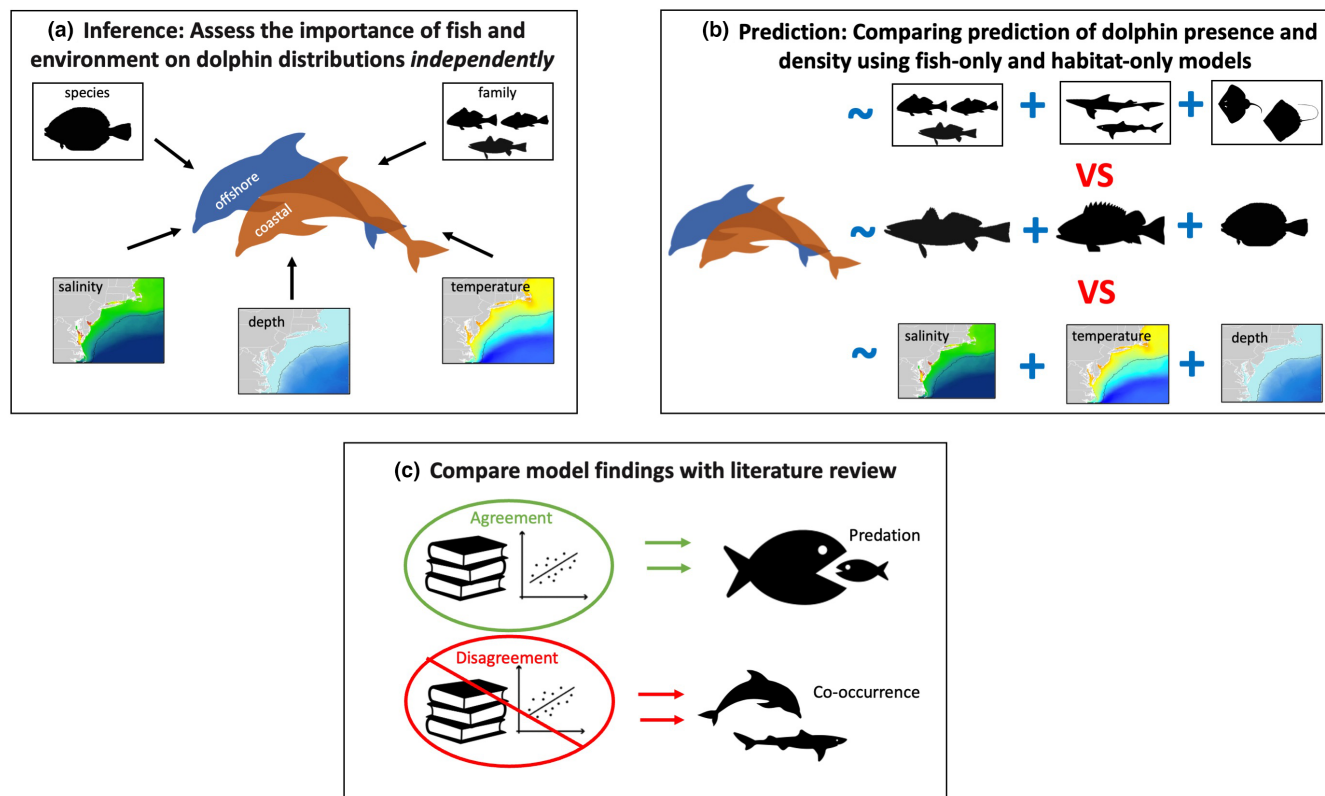 (a) Inference: Assess the importance of fish and
environment on dolphin distributions independently
species
family
offshore
coastal
salinity
depth
temperature
(b) Prediction: Comparing prediction of dolphin presence and
density using fish-only and habitat-only models
~ + +
VS
~ + +
VS
~ + +
salinity
temperature
depth
(c) Compare model findings with literature review
Agreement
Predation
Disagreement
Co-occurrence